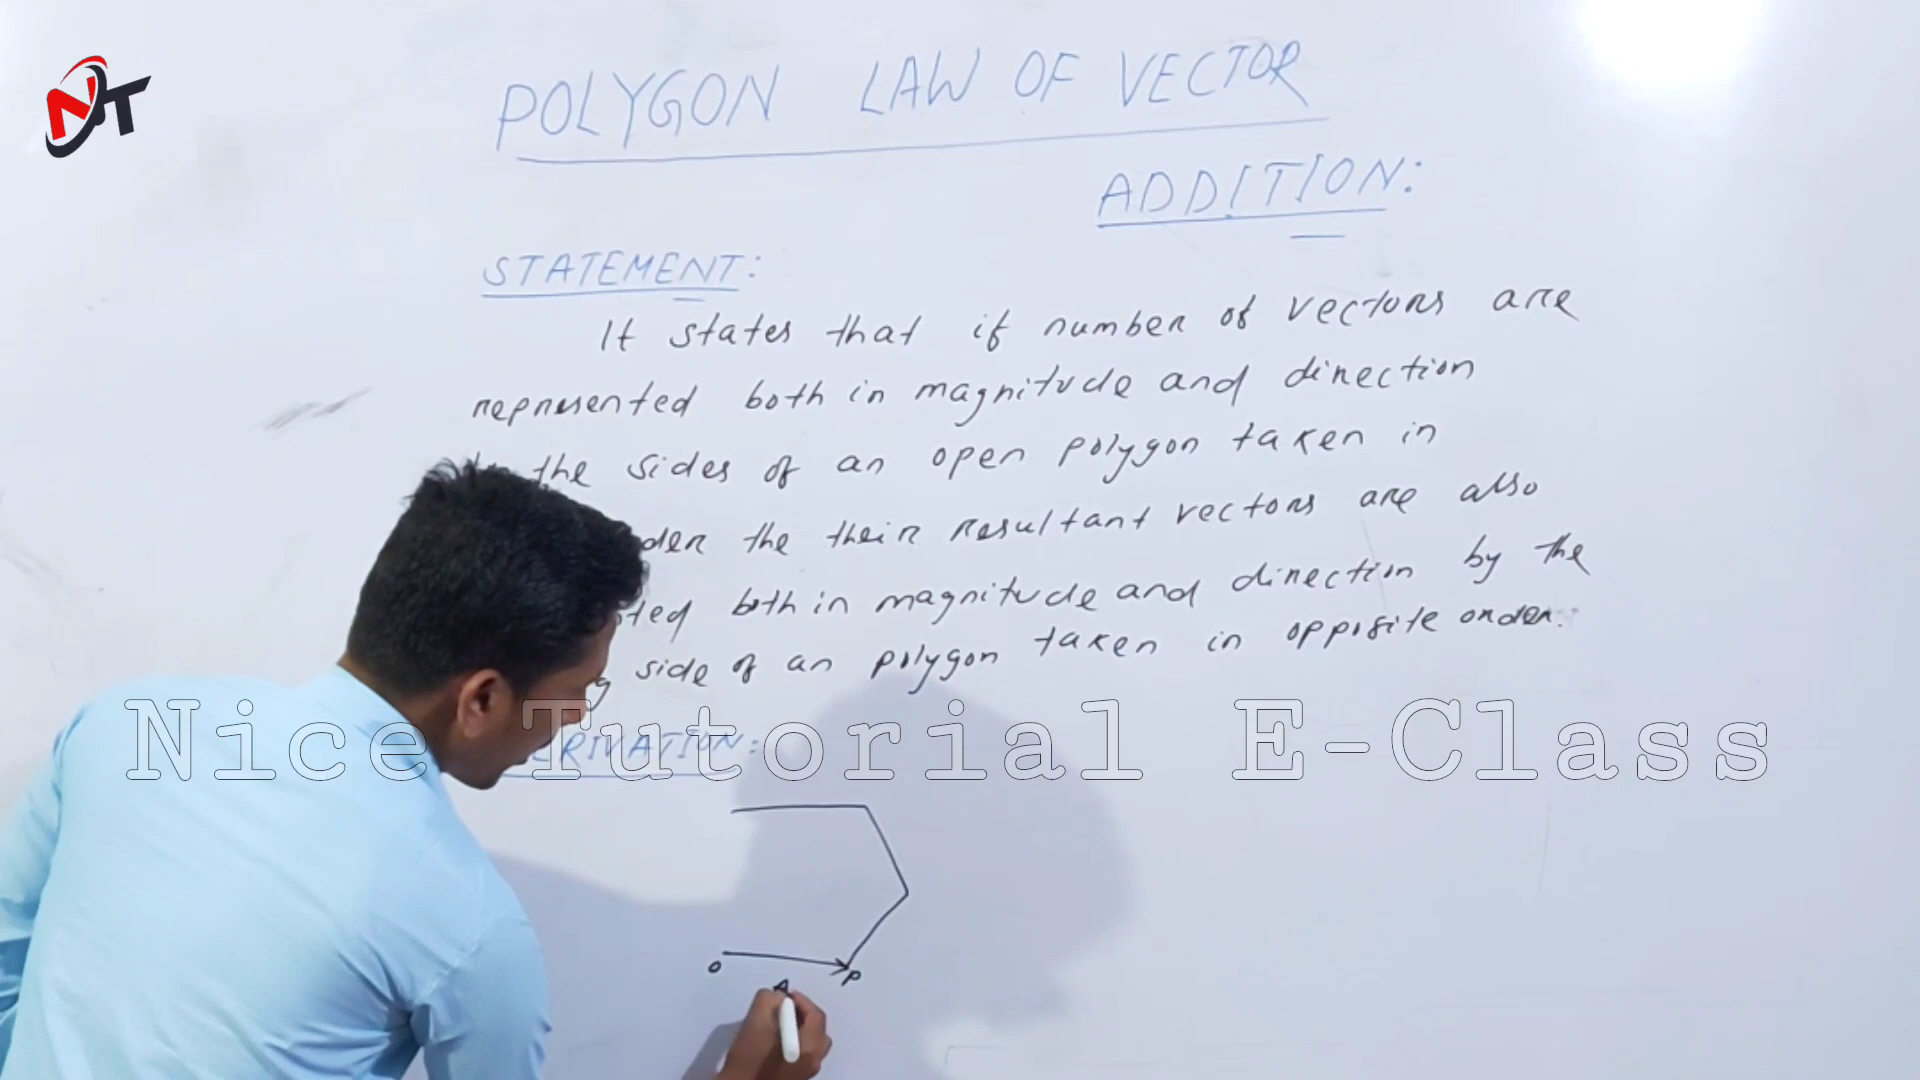 NT
POLYGON LAW OF VECTOR
ADDITION:
STATEMENT:
It states that if number of vectors are
represented both in magnitude and direction
the sides of an open polygon taken in
der the their resultant vectors are also
ted both in magnitude and direction by the
g side of an polygon taken in opposite order.
Nice Tutorial E-Class
ERIVATION:
O
P
A